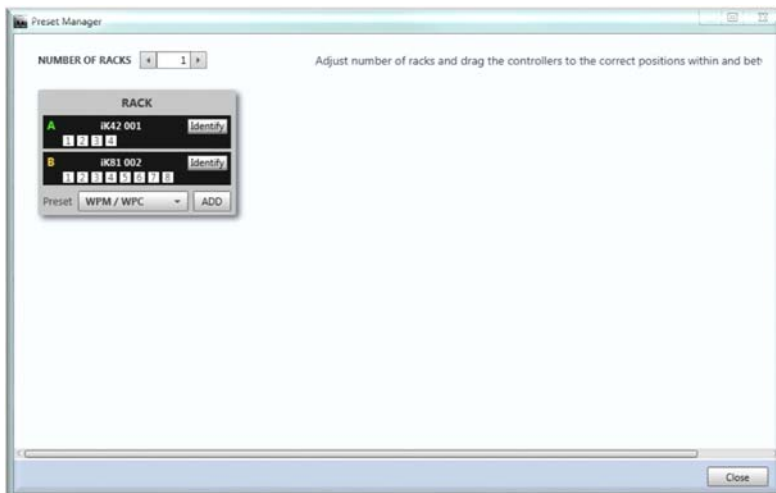 Preset Manager
NUMBER OF RACKS 1
Adjust number of racks and drag the controllers to the correct positions within and bet
RACK
A iK42 001 Identify
1 2 3 4
B iK81 002 Identify
1 2 3 4 5 6 7 8
Preset WPM / WPC ADD
Close